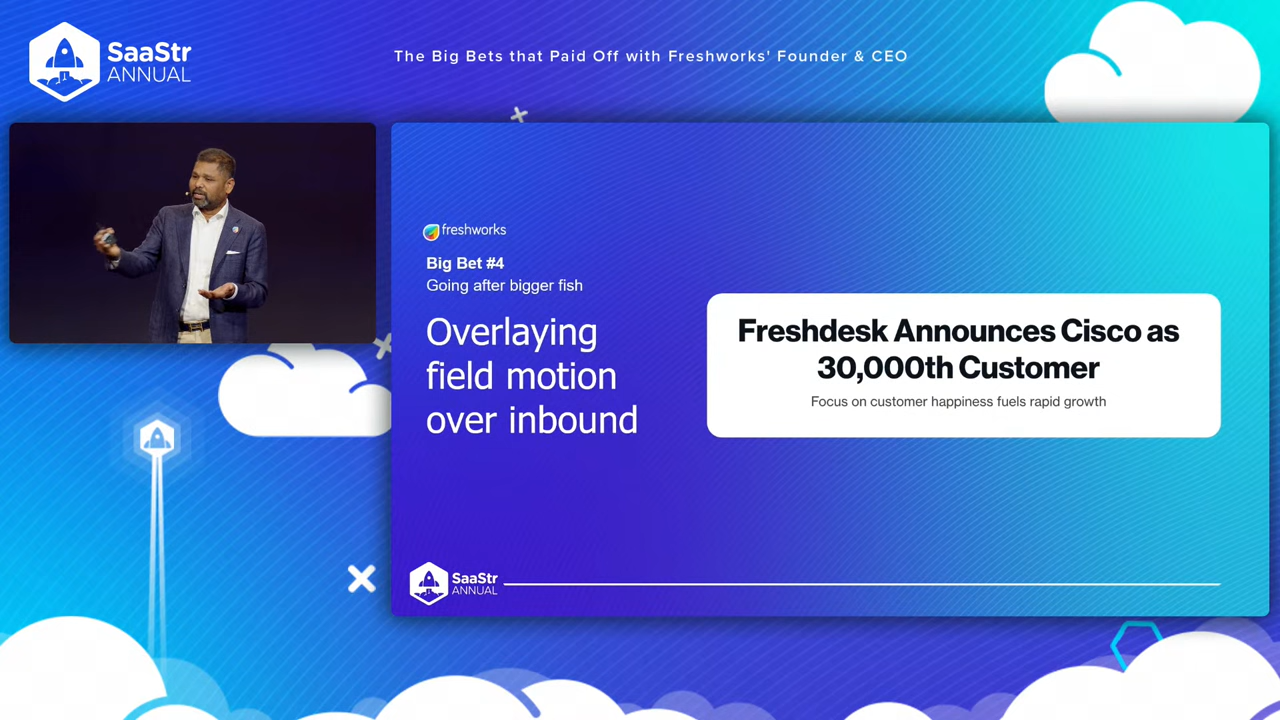 SaaStr
ANNUAL
The Big Bets that Paid Off with Freshworks' Founder & CEO
freshworks
Big Bet #4
Going after bigger fish
Overlaying
field motion
over inbound
Freshdesk Announces Cisco as
30,000th Customer
Focus on customer happiness fuels rapid growth
SaaStr
ANNUAL